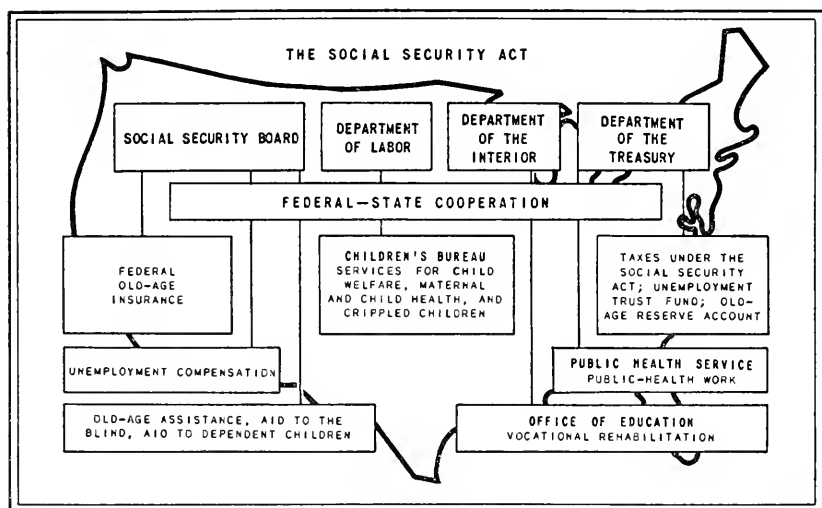 THE SOCIAL SECURITY ACT
SOCIAL SECURITY BOARD
DEPARTMENT
OF LABOR
DEPARTMENT
OF THE
INTERIOR
DEPARTMENT
OF THE
TREASURY
FEDERAL—STATE COOPERATION
FEDERAL
OLD-AGE
INSURANCE
CHILDREN'S BUREAU
SERVICES FOR CHILD
WELFARE, MATERNAL
AND CHILD HEALTH, AND
CRIPPLED CHILDREN
TAXES UNDER THE
SOCIAL SECURITY
ACT; UNEMPLOYMENT
TRUST FUND; OLD-
AGE RESERVE ACCOUNT
UNEMPLOYMENT COMPENSATION
PUBLIC HEALTH SERVICE
PUBLIC-HEALTH WORK
OLD-AGE ASSISTANCE, AID TO THE
BLIND, AID TO DEPENDENT CHILDREN
OFFICE OF EDUCATION
VOCATIONAL REHABILITATION